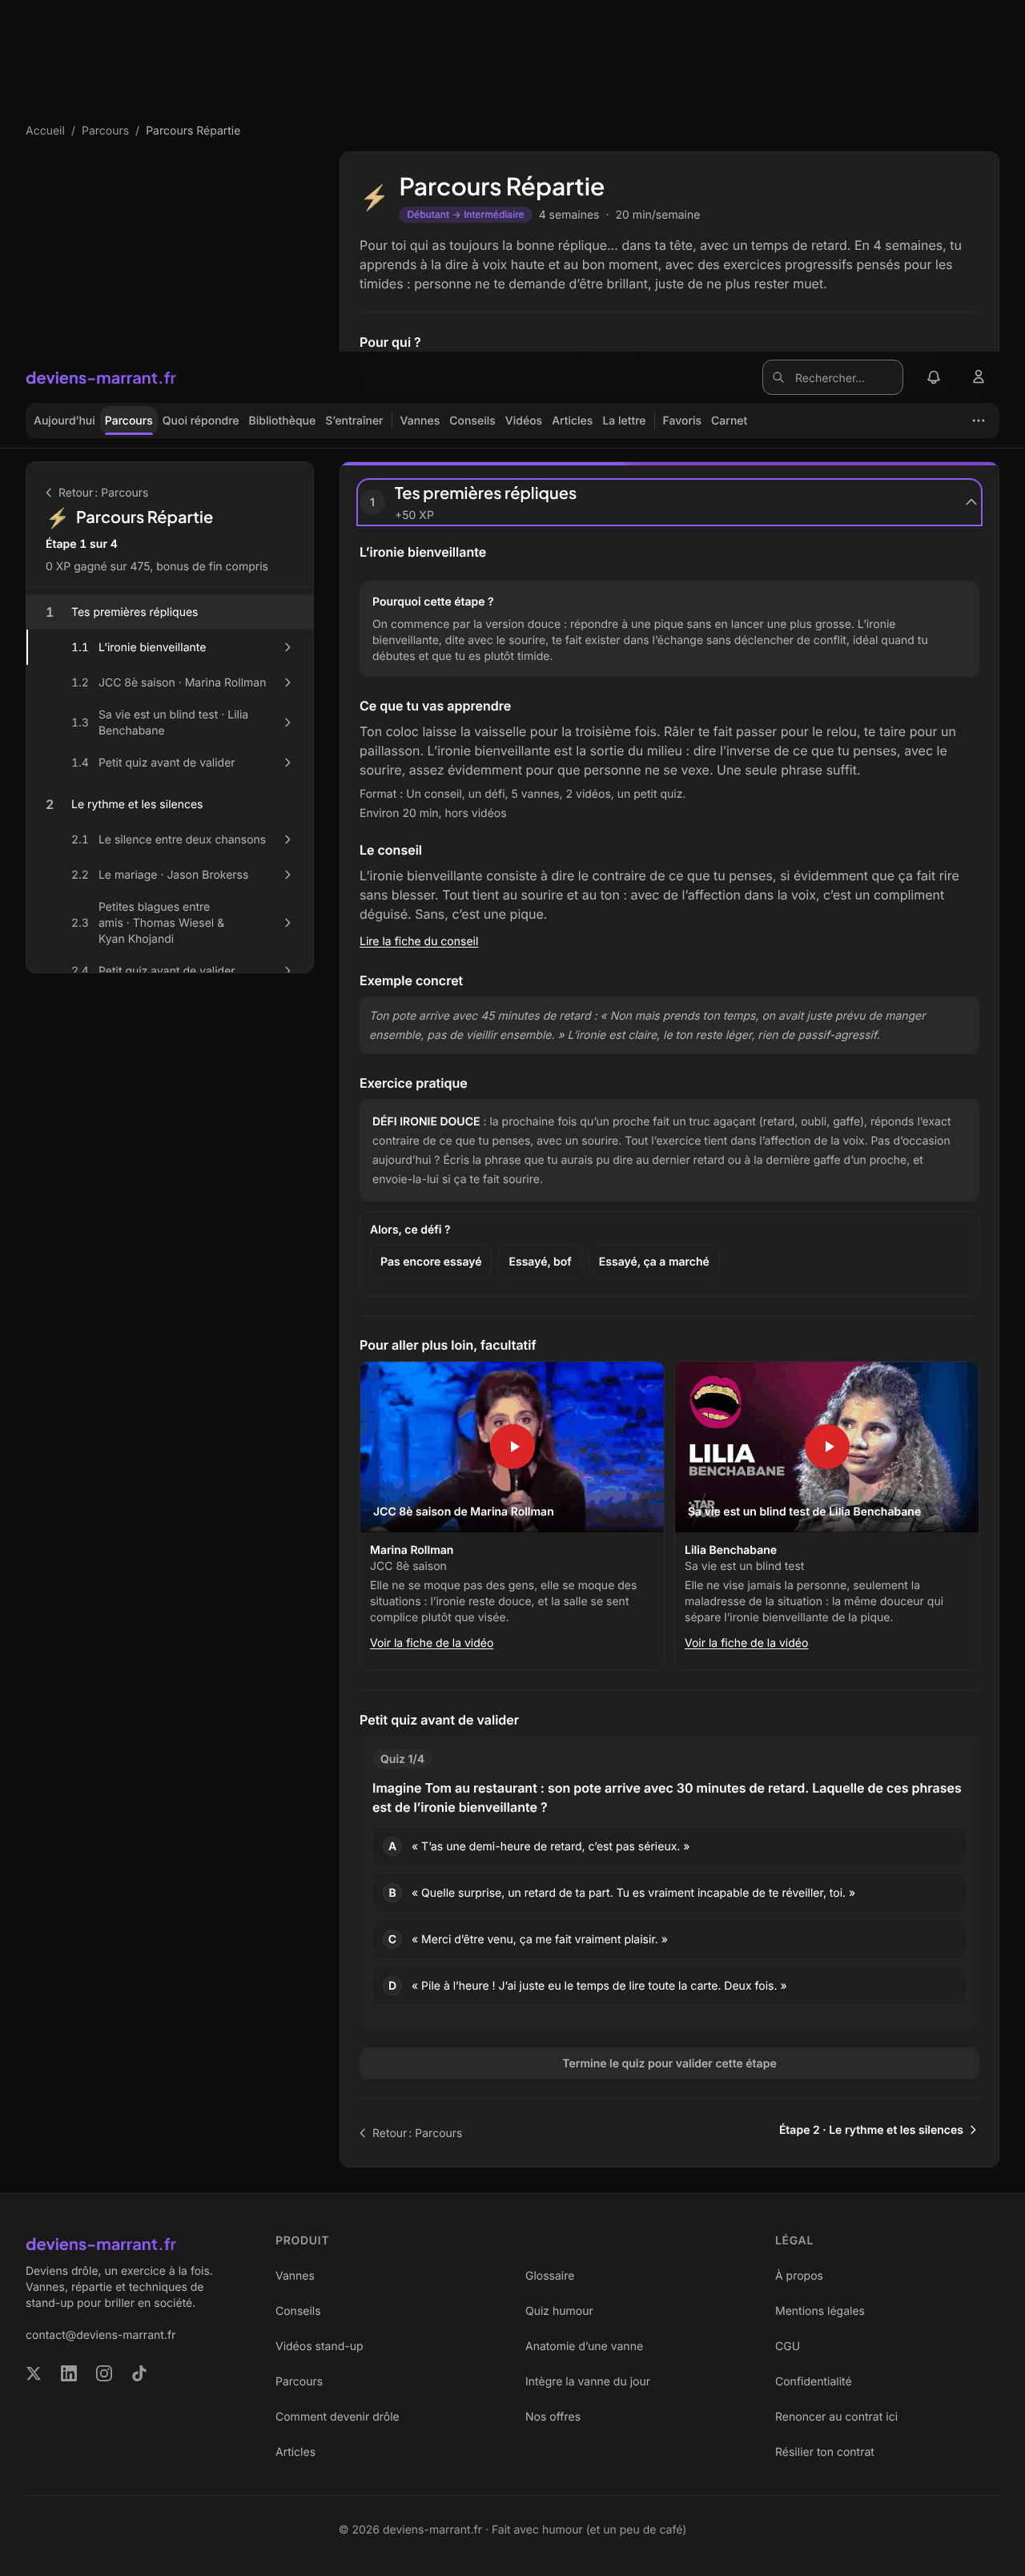 Accueil / Parcours / Parcours Répartie
⚡ Parcours Répartie
Débutant → Intermédiaire 4 semaines · 20 min/semaine
Pour toi qui as toujours la bonne réplique… dans ta tête, avec un temps de retard. En 4 semaines, tu
apprends à la dire à voix haute et au bon moment, avec des exercices progressifs pensés pour les
timides : personne ne te demande d’être brillant, juste de ne plus rester muet.
Pour qui ?
deviens-marrant.fr
Rechercher...
Aujourd’hui Parcours Quoi répondre Bibliothèque S’entraîner Vannes Conseils Vidéos Articles La lettre Favoris Carnet
Retour : Parcours
⚡ Parcours Répartie
Étape 1 sur 4
0 XP gagné sur 475, bonus de fin compris
1 Tes premières répliques
1.1 L’ironie bienveillante
1.2 JCC 8è saison · Marina Rollman
1.3 Sa vie est un blind test · Lilia
Benchabane
1.4 Petit quiz avant de valider
2 Le rythme et les silences
2.1 Le silence entre deux chansons
2.2 Le mariage · Jason Brokerss
2.3 Petites blagues entre
amis · Thomas Wiesel &
Kyan Khojandi
2.4 Petit quiz avant de valider
1 Tes premières répliques
+50 XP
L’ironie bienveillante
Pourquoi cette étape ?
On commence par la version douce : répondre à une pique sans en lancer une plus grosse. L’ironie
bienveillante, dite avec le sourire, te fait exister dans l’échange sans déclencher de conflit, idéal quand tu
débutes et que tu es plutôt timide.
Ce que tu vas apprendre
Ton coloc laisse la vaisselle pour la troisième fois. Râler te fait passer pour le relou, te taire pour un
paillasson. L’ironie bienveillante est la sortie du milieu : dire l’inverse de ce que tu penses, avec le
sourire, assez évidemment pour que personne ne se vexe. Une seule phrase suffit.
Format : Un conseil, un défi, 5 vannes, 2 vidéos, un petit quiz.
Environ 20 min, hors vidéos
Le conseil
L’ironie bienveillante consiste à dire le contraire de ce que tu penses, si évidemment que ça fait rire
sans blesser. Tout tient au sourire et au ton : avec de l’affection dans la voix, c’est un compliment
déguisé. Sans, c’est une pique.
Lire la fiche du conseil
Exemple concret
Ton pote arrive avec 45 minutes de retard : « Non mais prends ton temps, on avait juste prévu de manger
ensemble, pas de vieillir ensemble. » L’ironie est claire, le ton reste léger, rien de passif-agressif.
Exercice pratique
DÉFI IRONIE DOUCE : la prochaine fois qu’un proche fait un truc agaçant (retard, oubli, gaffe), réponds l’exact
contraire de ce que tu penses, avec un sourire. Tout l’exercice tient dans l’affection de la voix. Pas d’occasion
aujourd’hui ? Écris la phrase que tu aurais pu dire au dernier retard ou à la dernière gaffe d’un proche, et
envoie-la-lui si ça te fait sourire.
Alors, ce défi ?
Pas encore essayé Essayé, bof Essayé, ça a marché
Pour aller plus loin, facultatif
JCC 8è saison de Marina Rollman
Marina Rollman
JCC 8è saison
Elle ne se moque pas des gens, elle se moque des
situations : l’ironie reste douce, et la salle se sent
complice plutôt que visée.
Voir la fiche de la vidéo
LILIA
BENCHABANE
Sa vie est un blind test de Lilia Benchabane
Lilia Benchabane
Sa vie est un blind test
Elle ne vise jamais la personne, seulement la
maladresse de la situation : la même douceur qui
sépare l’ironie bienveillante de la pique.
Voir la fiche de la vidéo
Petit quiz avant de valider
Quiz 1/4
Imagine Tom au restaurant : son pote arrive avec 30 minutes de retard. Laquelle de ces phrases
est de l’ironie bienveillante ?
A « T’as une demi-heure de retard, c’est pas sérieux. »
B « Quelle surprise, un retard de ta part. Tu es vraiment incapable de te réveiller, toi. »
C « Merci d’être venu, ça me fait vraiment plaisir. »
D « Pile à l’heure ! J’ai juste eu le temps de lire toute la carte. Deux fois. »
Termine le quiz pour valider cette étape
Retour : Parcours
Étape 2 · Le rythme et les silences
deviens-marrant.fr
Deviens drôle, un exercice à la fois.
Vannes, répartie et techniques de
stand-up pour briller en société.
contact@deviens-marrant.fr
PRODUIT
Vannes
Conseils
Vidéos stand-up
Parcours
Comment devenir drôle
Articles
Glossaire
Quiz humour
Anatomie d’une vanne
Intègre la vanne du jour
Nos offres
LÉGAL
À propos
Mentions légales
CGU
Confidentialité
Renoncer au contrat ici
Résilier ton contrat
© 2026 deviens-marrant.fr · Fait avec humour (et un peu de café)